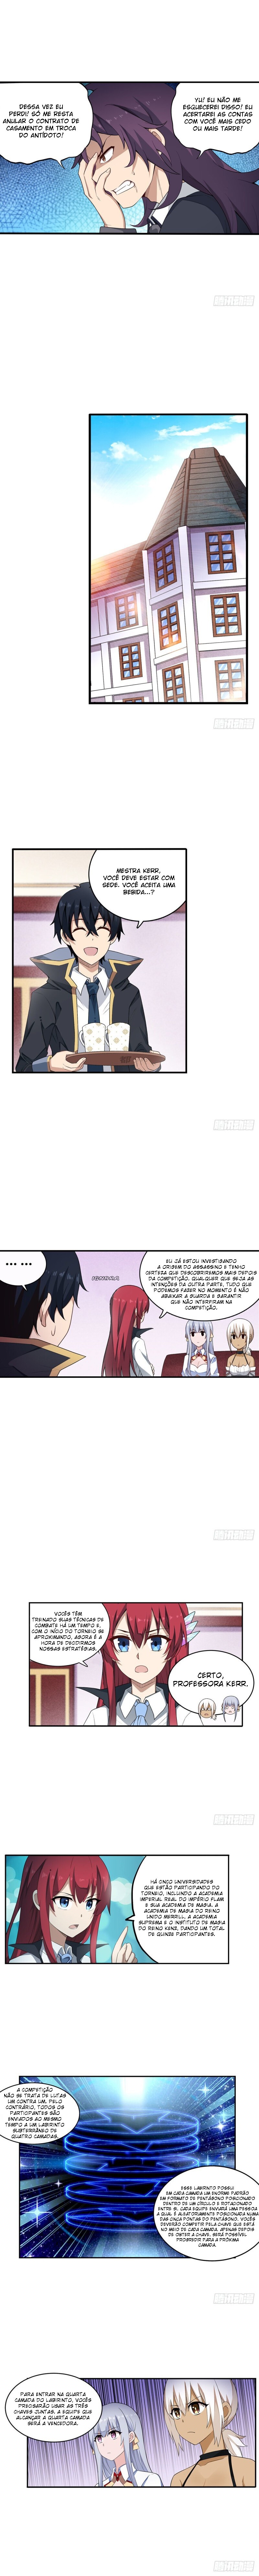 DESSA VEZ EU
PERDI! SÓ ME RESTA
ANULAR O CONTRATO DE
CASAMENTO EM TROCA
DO ANTÍDOTO!
YU! EU NÃO ME
ESQUECEREI DISSO! EU
ACERTAREI AS CONTAS
COM VOCÊ MAIS CEDO
OU MAIS TARDE!
MESTRA KERR,
VOCÊ DEVE ESTAR COM
SEDE. VOCÊ ACEITA UMA
BEBIDA...?
... ...
EU JÁ ESTOU INVESTIGANDO
A ORIGEM DO ASSASSINO E TENHO
CERTEZA QUE DESCOBRIREMOS MAIS DEPOIS
DA COMPETIÇÃO. QUALQUER QUE SEJA AS
INTENÇÕES DA OUTRA PARTE, TUDO QUE
PODEMOS FAZER NO MOMENTO É NÃO
ABAIXAR A GUARDA E GARANTIR
QUE NÃO INTERFIRA NA
COMPETIÇÃO.
VOCÊS TÊM
TREINADO SUAS TÉCNICAS DE
COMBATE HÁ UM TEMPO E,
COM O INÍCIO DO TORNEIO SE
APROXIMANDO, AGORA É A
HORA DE DECIDIRMOS
NOSSAS ESTRATÉGIAS.
CERTO,
PROFESSORA KERR.
HÁ CINCO UNIVERSIDADES
QUE ESTÃO PARTICIPANDO DO
TORNEIO, INCLUINDO A ACADEMIA
IMPERIAL REAL DO IMPÉRIO FLAM
E SUA ACADEMIA DE MAGIA, A
ACADEMIA DE MAGIA DO REINO
UNIDO MERRILL, A ACADEMIA
SUPREMA E O INSTITUTO DE MAGIA
DO REINO KENZ, DANDO UM TOTAL
DE QUINZE PARTICIPANTES.
A COMPETIÇÃO
NÃO SE TRATA DE LUTAS
UM CONTRA UM. PELO
CONTRÁRIO, TODOS OS
PARTICIPANTES SÃO
ENVIADOS AO MESMO
TEMPO A UM LABIRINTO
SUBTERRÂNEO DE
QUATRO CAMADAS.
ESSE LABIRINTO POSSUI
EM CADA CAMADA UM ENORME PADRÃO
EM FORMATO DE PENTÁGONO POSICIONADO
DENTRO DE UM CÍRCULO E ROTACIONADO
ENTRE SI. CADA EQUIPE ENVIARÁ UMA PESSOA
A QUAL É ALEATORIAMENTE POSICIONADA NUMA
DAS CINCO PONTAS DO PENTÁGONO. VOCÊS
DEVERÃO COMPETIR PELA CHAVE QUE ESTÁ
NO MEIO DE CADA CAMADA. APENAS DEPOIS
DE OBTER A CHAVE, SERÁ POSSÍVEL
PROGREDIR PARA A PRÓXIMA
CAMADA.
PARA ENTRAR NA QUARTA
CAMADA DO LABIRINTO, VOCÊS
PRECISARÃO USAR AS TRÊS
CHAVES JUNTAS. A EQUIPE QUE
ALCANÇAR A QUARTA CAMADA
SERÁ A VENCEDORA.